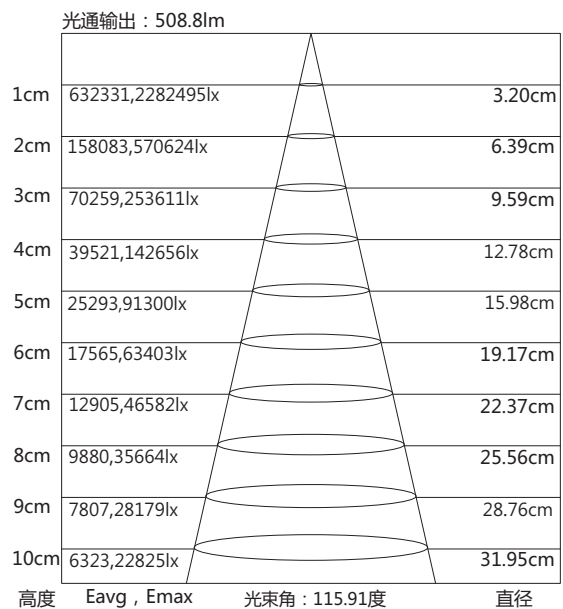 光通输出：508.8lm
1cm 632331,2282495lx 3.20cm
2cm 158083,570624lx 6.39cm
3cm 70259,253611lx 9.59cm
4cm 39521,142656lx 12.78cm
5cm 25293,91300lx 15.98cm
6cm 17565,63403lx 19.17cm
7cm 12905,46582lx 22.37cm
8cm 9880,35664lx 25.56cm
9cm 7807,28179lx 28.76cm
10cm 6323,22825lx 31.95cm
高度 Eavg，Emax 光束角：115.91度 直径